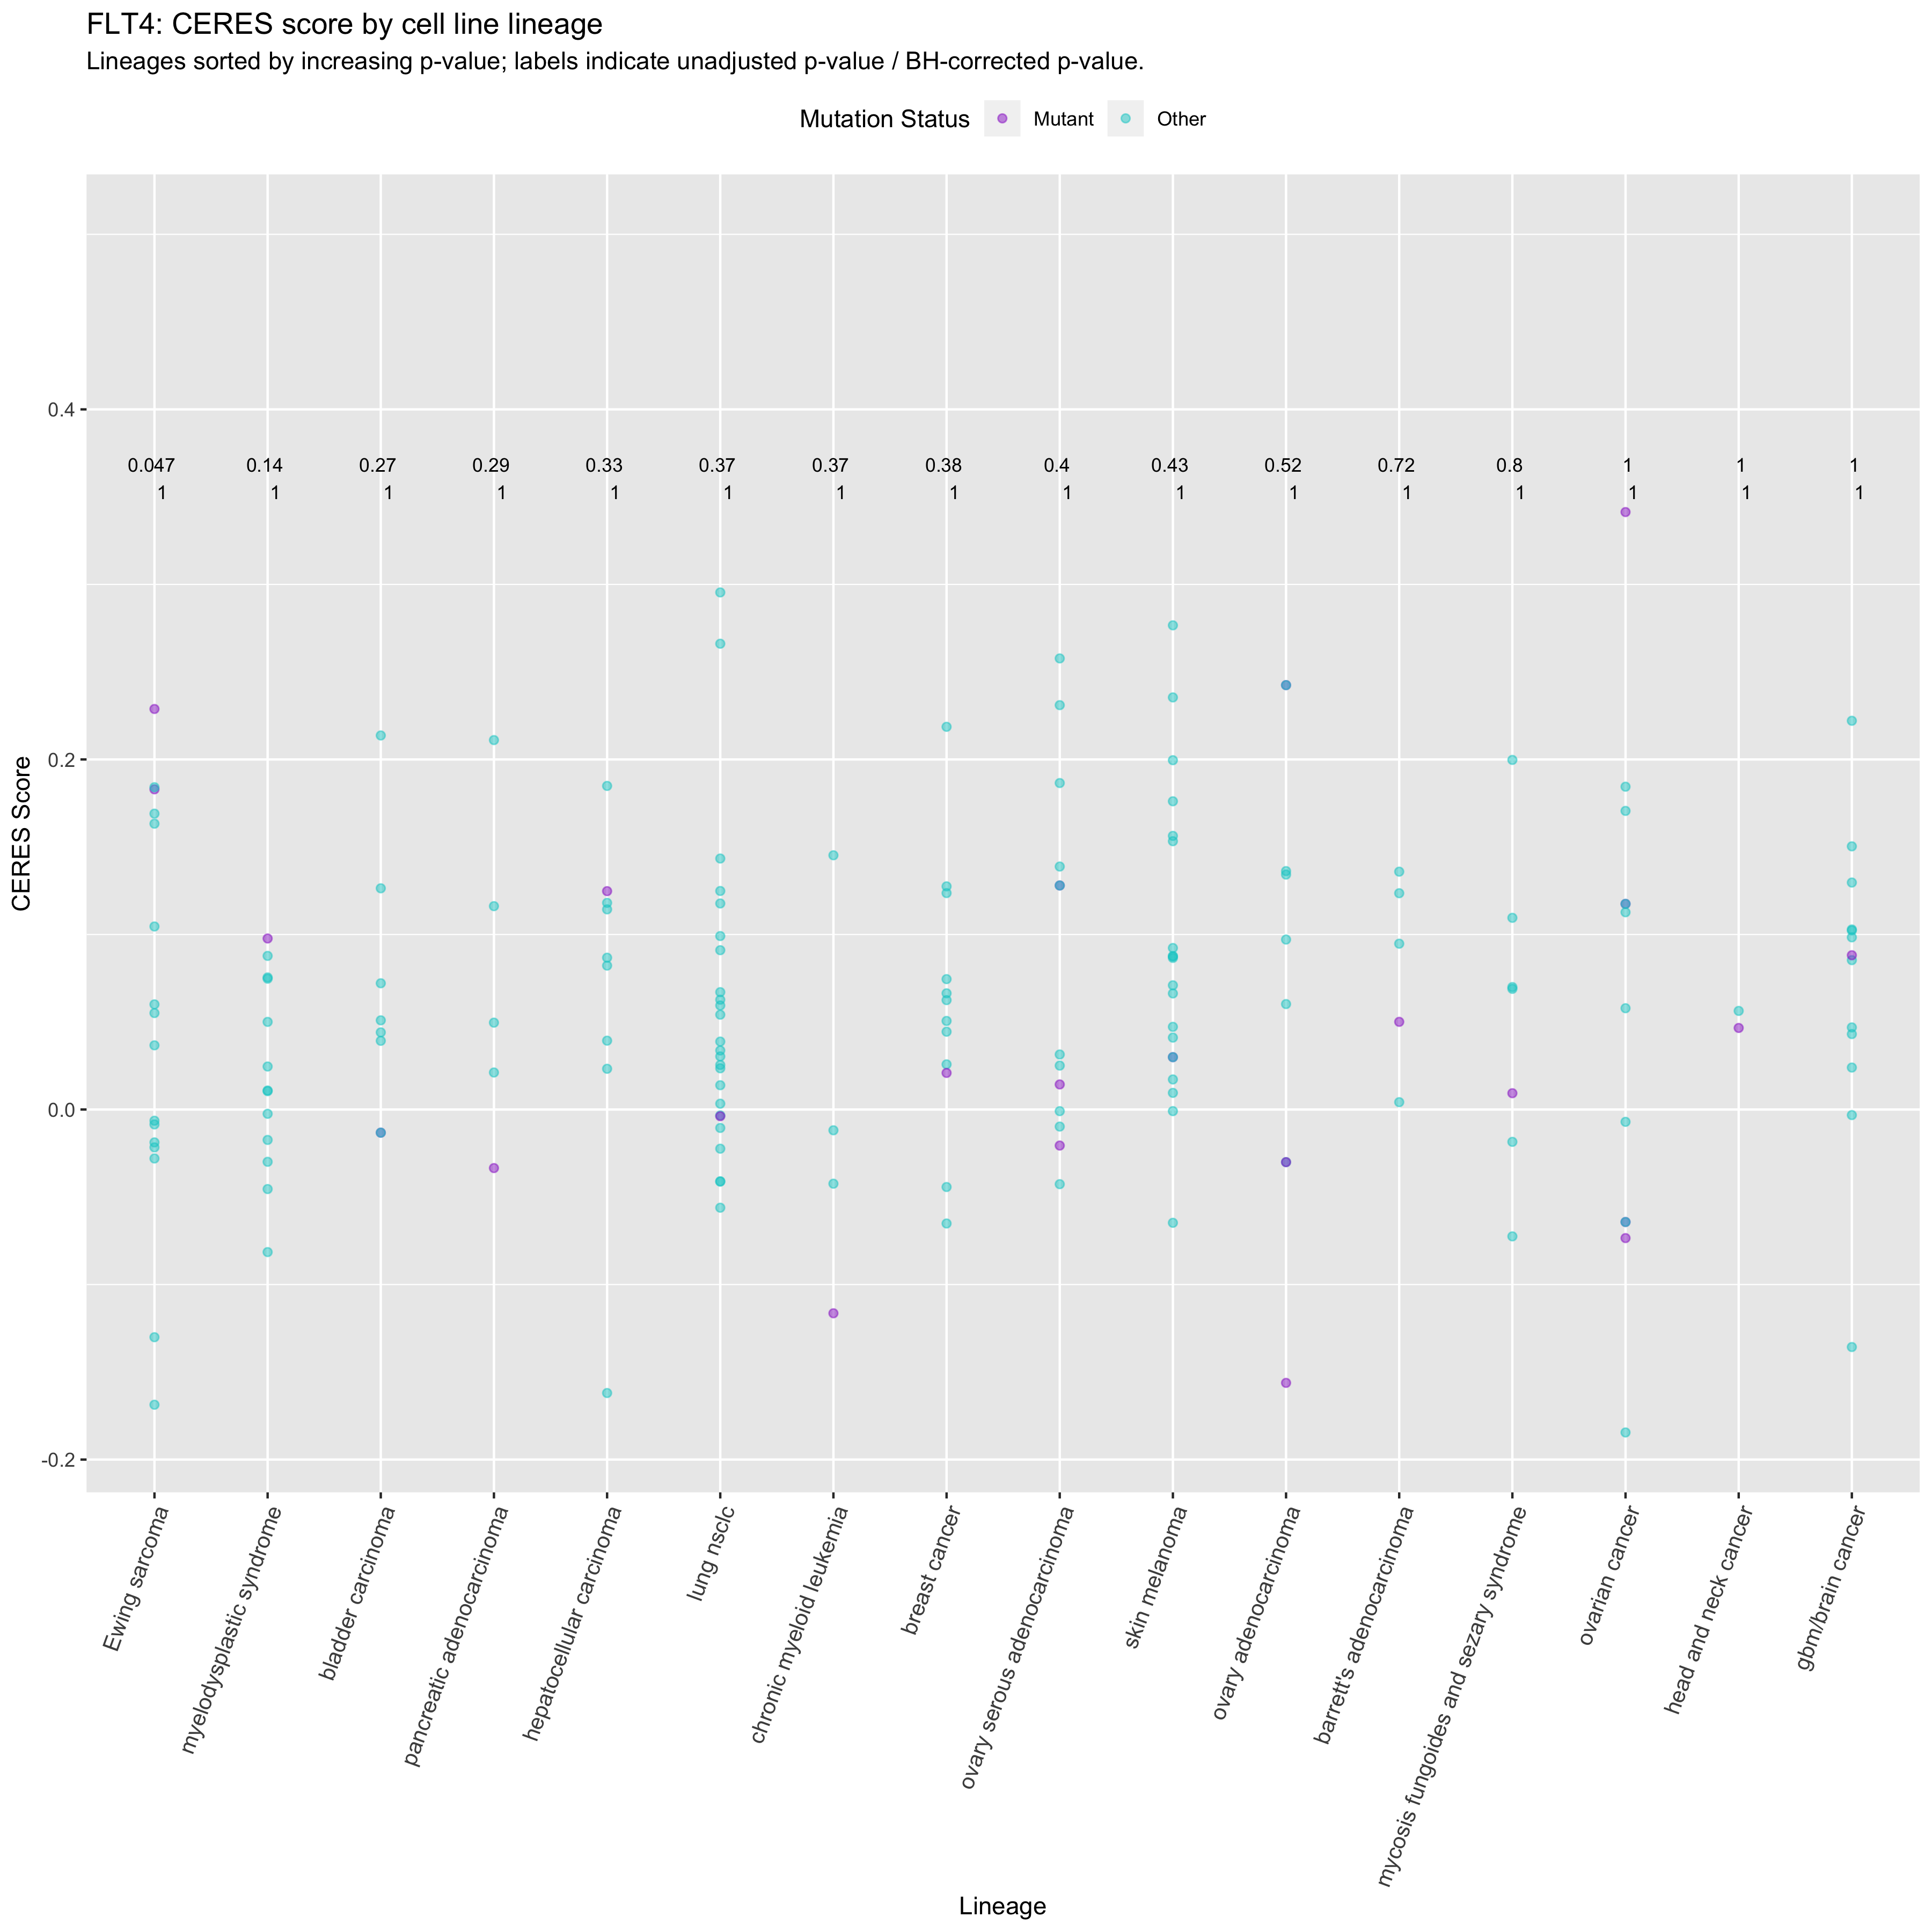 FLT4: CERES score by cell line lineage
Lineages sorted by increasing p-value; labels indicate unadjusted p-value / BH-corrected p-value.
Mutation Status Mutant Other
0.4
0.047 0.14 0.27 0.29 0.33 0.37 0.37 0.38 0.4 0.43 0.52 0.72 0.8 1 1 1
1 1 1 1 1 1 1 1 1 1 1 1 1 1 1 1
0.2
CERES Score
0.0
-0.2
Ewing sarcoma
myelodysplastic syndrome
bladder carcinoma
pancreatic adenocarcinoma
hepatocellular carcinoma
lung nsclc
chronic myeloid leukemia
breast cancer
ovary serous adenocarcinoma
skin melanoma
ovary adenocarcinoma
barrett's adenocarcinoma
mycosis fungoides and sezary syndrome
ovarian cancer
head and neck cancer
gbm/brain cancer
Lineage